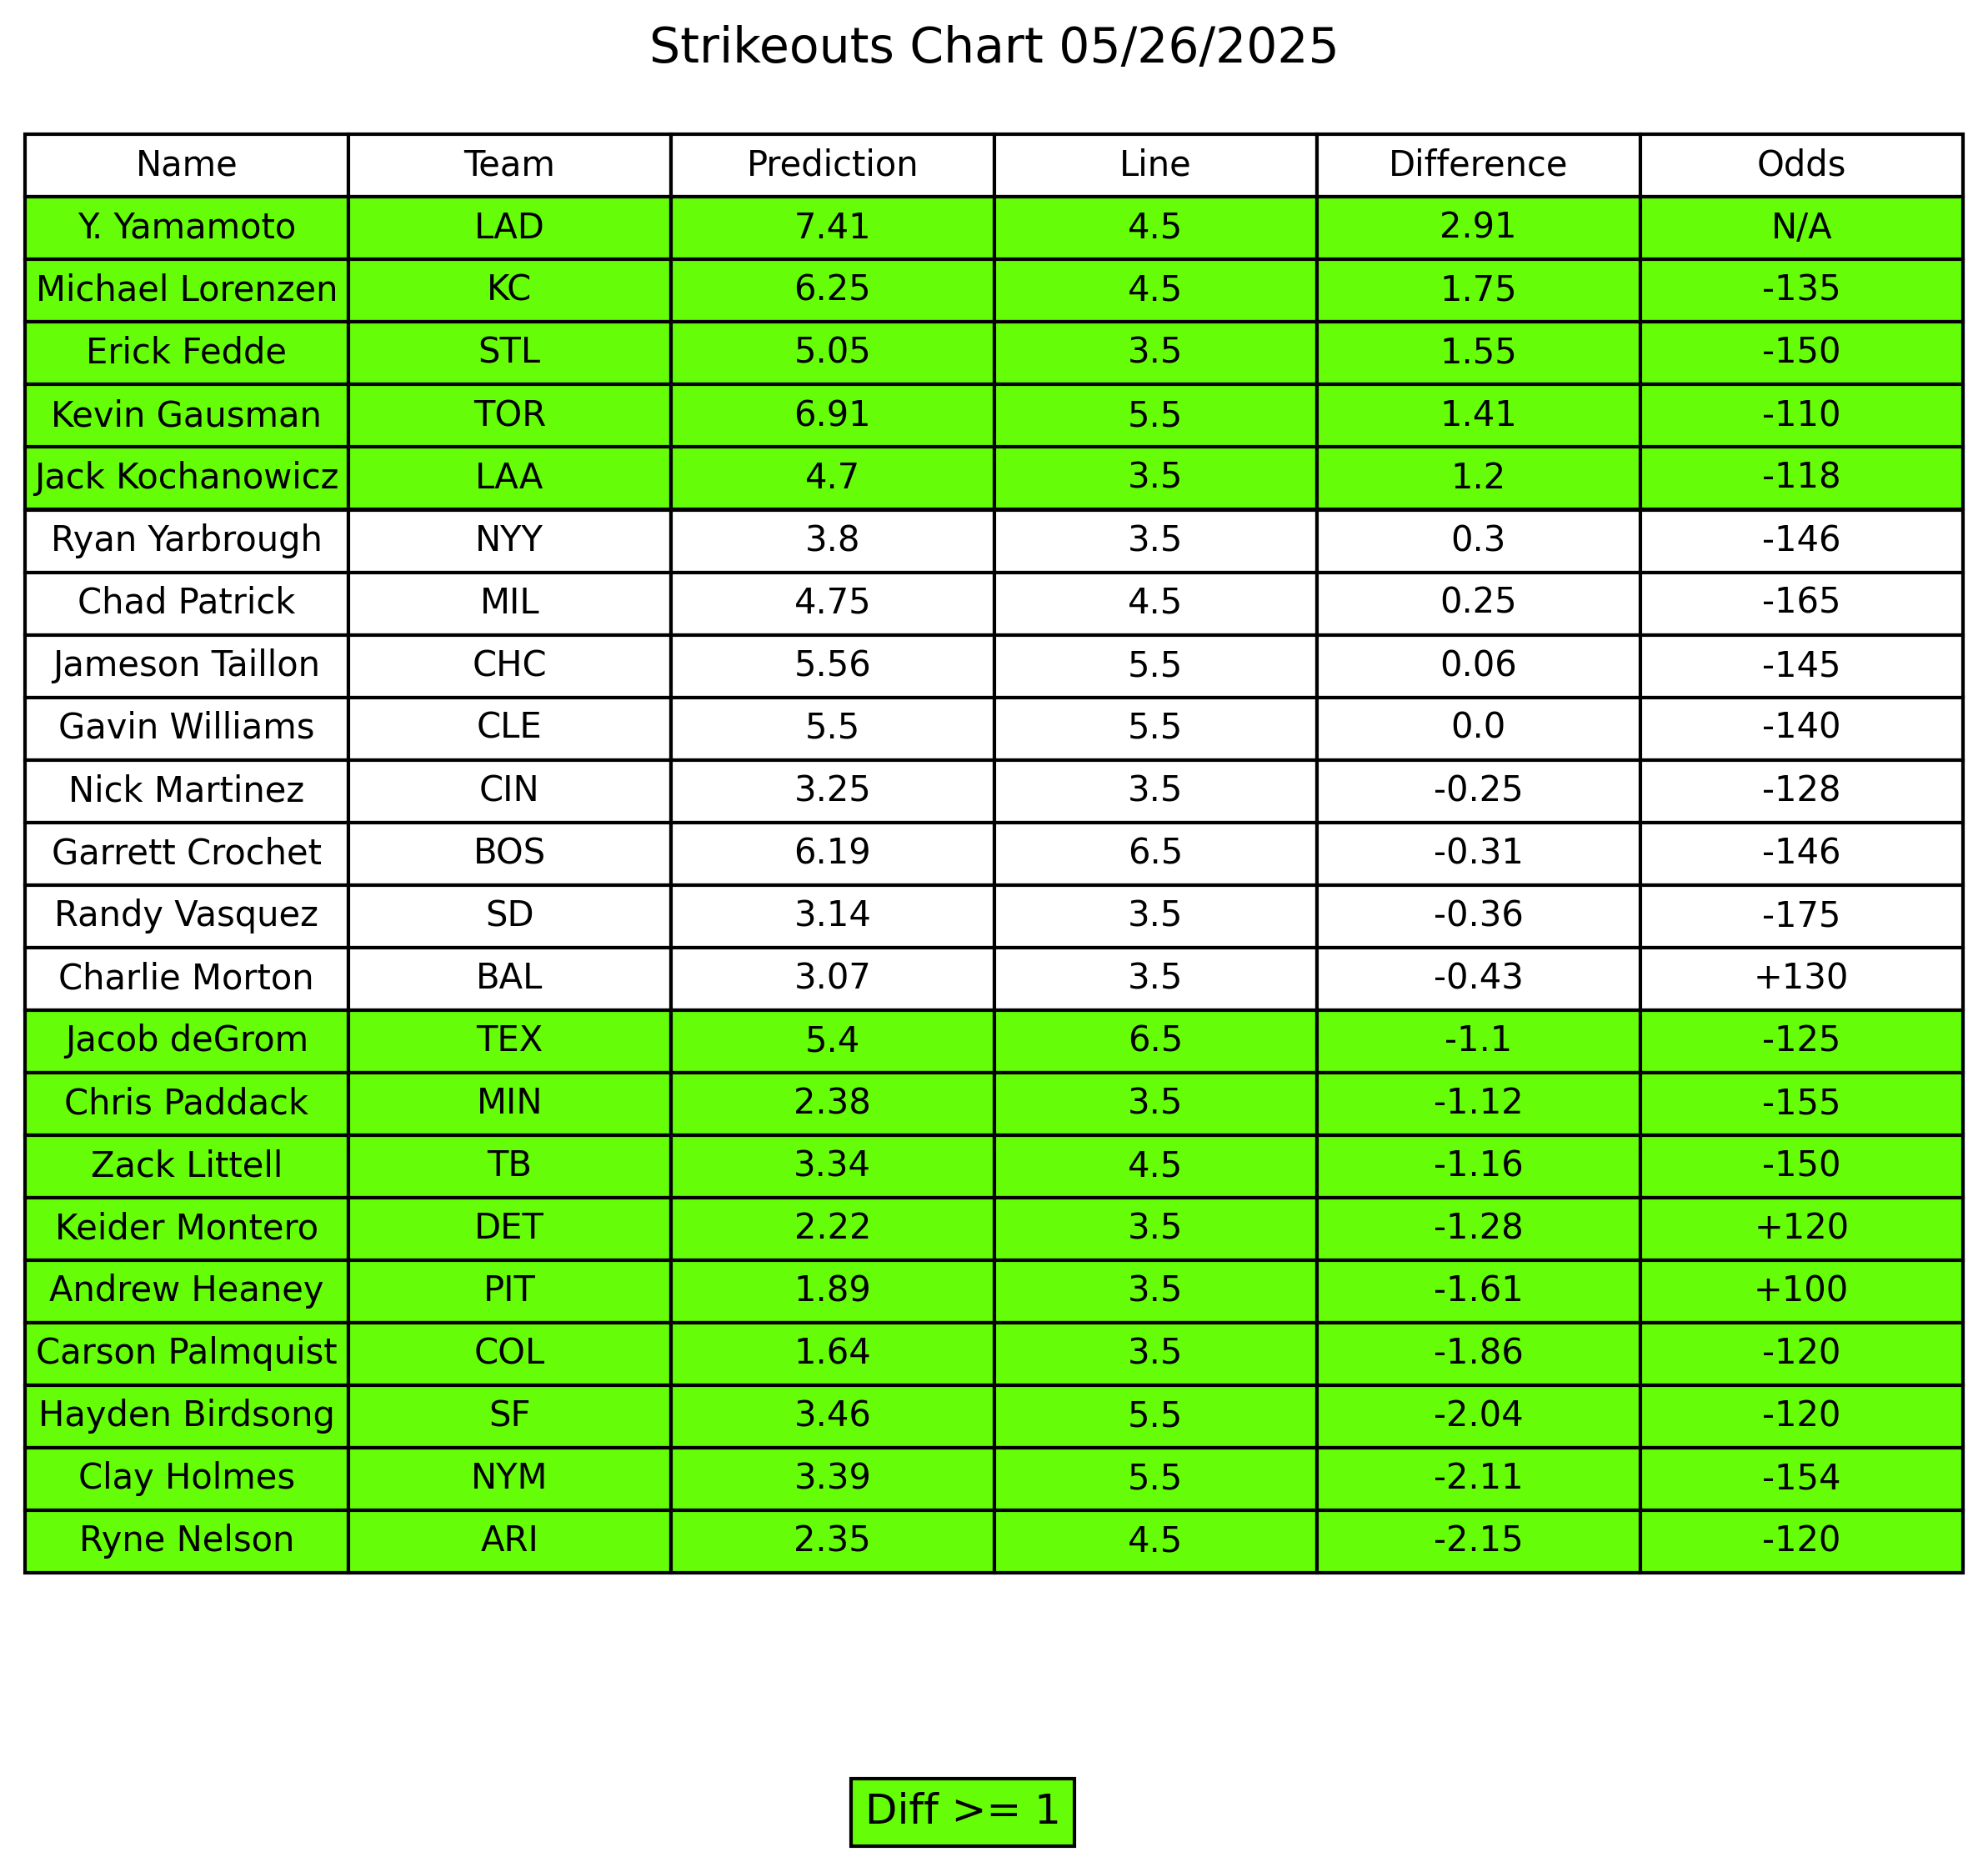 Strikeouts Chart 05/26/2025
Name Team Prediction Line Difference Odds
Y. Yamamoto LAD 7.41 4.5 2.91 N/A
Michael Lorenzen KC 6.25 4.5 1.75 -135
Erick Fedde STL 5.05 3.5 1.55 -150
Kevin Gausman TOR 6.91 5.5 1.41 -110
Jack Kochanowicz LAA 4.7 3.5 1.2 -118
Ryan Yarbrough NYY 3.8 3.5 0.3 -146
Chad Patrick MIL 4.75 4.5 0.25 -165
Jameson Taillon CHC 5.56 5.5 0.06 -145
Gavin Williams CLE 5.5 5.5 0.0 -140
Nick Martinez CIN 3.25 3.5 -0.25 -128
Garrett Crochet BOS 6.19 6.5 -0.31 -146
Randy Vasquez SD 3.14 3.5 -0.36 -175
Charlie Morton BAL 3.07 3.5 -0.43 +130
Jacob deGrom TEX 5.4 6.5 -1.1 -125
Chris Paddack MIN 2.38 3.5 -1.12 -155
Zack Littell TB 3.34 4.5 -1.16 -150
Keider Montero DET 2.22 3.5 -1.28 +120
Andrew Heaney PIT 1.89 3.5 -1.61 +100
Carson Palmquist COL 1.64 3.5 -1.86 -120
Hayden Birdsong SF 3.46 5.5 -2.04 -120
Clay Holmes NYM 3.39 5.5 -2.11 -154
Ryne Nelson ARI 2.35 4.5 -2.15 -120
Diff >= 1